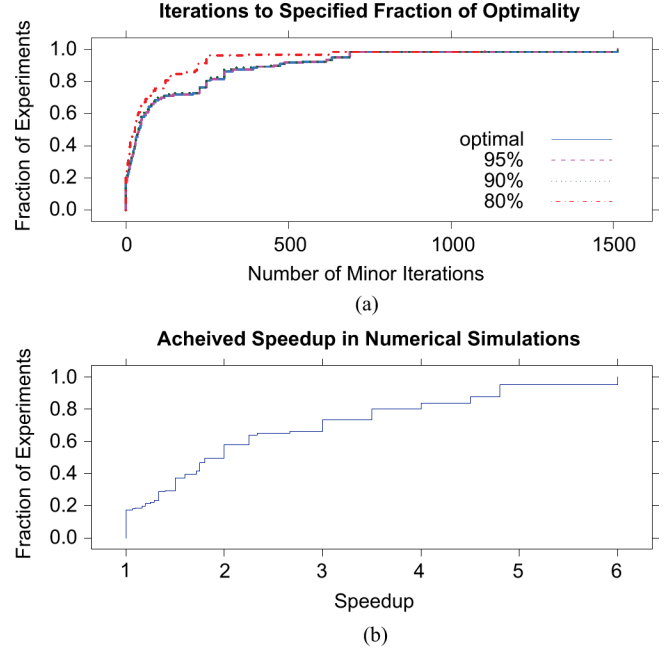 Iterations to Specified Fraction of Optimality
Fraction of Experiments
1.0
0.8
0.6
0.4
0.2
0.0
optimal
95%
90%
80%
0 500 1000 1500
Number of Minor Iterations
(a)
Acheived Speedup in Numerical Simulations
Fraction of Experiments
1.0
0.8
0.6
0.4
0.2
0.0
1 2 3 4 5 6
Speedup
(b)